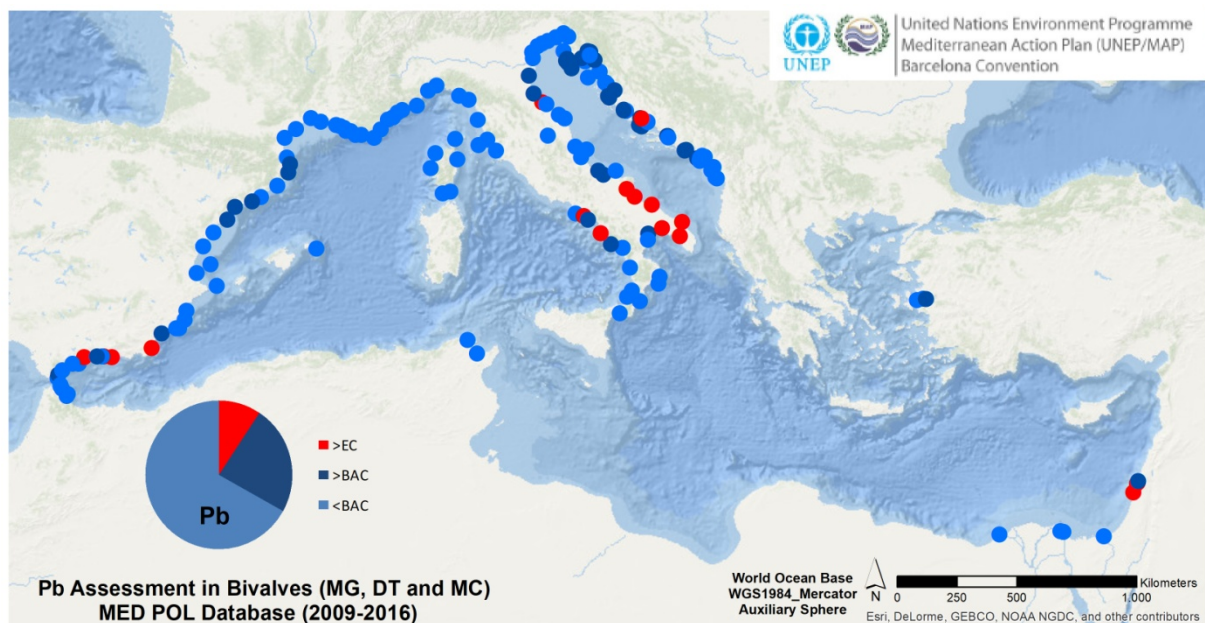 UNEP
MAP
United Nations Environment Programme
Mediterranean Action Plan (UNEP/MAP)
Barcelona Convention
>EC
>BAC
<BAC
Pb
Pb Assessment in Bivalves (MG, DT and MC)
MED POL Database (2009-2016)
World Ocean Base
WGS1984_Mercator
Auxiliary Sphere
N
Kilometers
0 250 500 1.000
Esri, DeLorme, GEBCO, NOAA NGDC, and other contributors